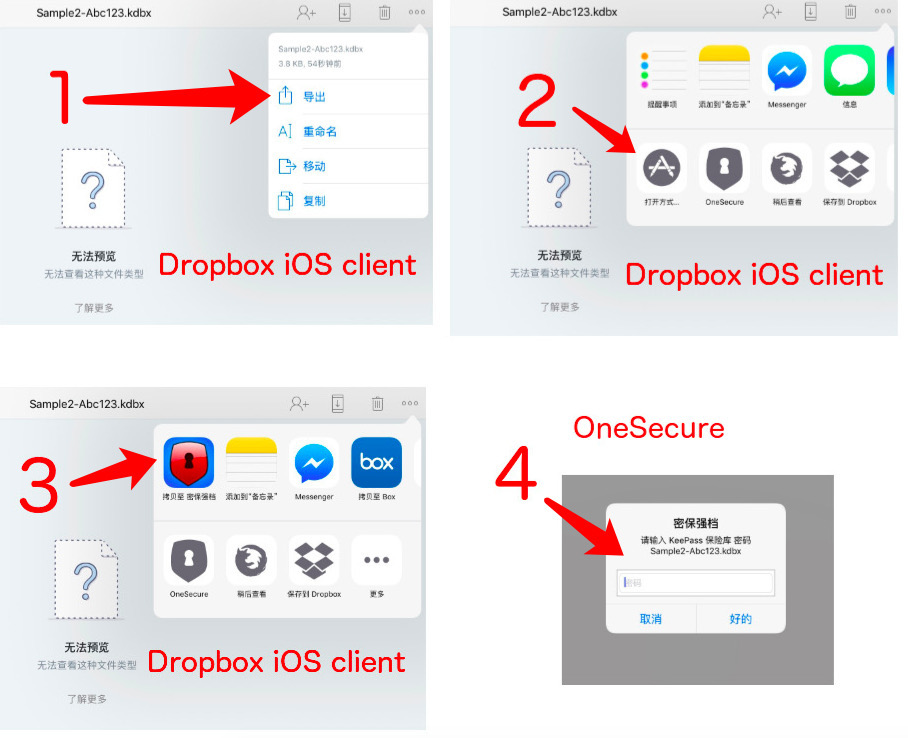 Sample2-Abc123.kdbx
Sample2-Abc123.kdbx
3.8 KB, 54秒钟前
1
导出
重命名
移动
复制
?
无法预览
无法查看这种文件类型
了解更多
Dropbox iOS client
Sample2-Abc123.kdbx
2
提醒事项
添加到“备忘录”
Messenger
信息
打开方式...
OneSecure
稍后查看
保存到 Dropbox
?
无法预览
无法查看这种文件类型
了解更多
Dropbox iOS client
Sample2-Abc123.kdbx
3
box
拷贝至 密保强档
添加到“备忘录”
Messenger
拷贝至 Box
OneSecure
稍后查看
保存到 Dropbox
更多
?
无法预览
无法查看这种文件类型
了解更多
Dropbox iOS client
OneSecure
4
密保强档
请输入 KeePass 保险库 密码
Sample2-Abc123.kdbx
密码
取消
好的